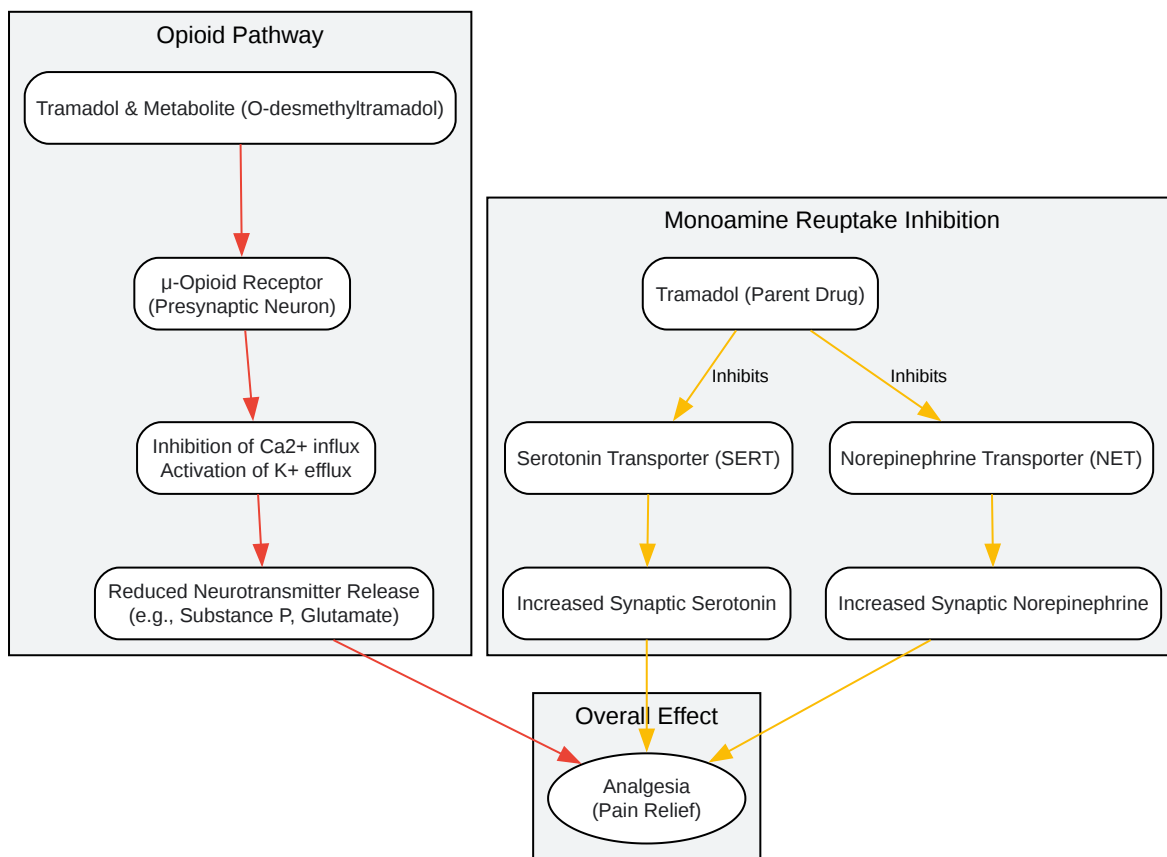 Opioid Pathway
Tramadol & Metabolite (O-desmethyltramadol)
μ-Opioid Receptor
(Presynaptic Neuron)
Inhibition of Ca2+ influx
Activation of K+ efflux
Reduced Neurotransmitter Release
(e.g., Substance P, Glutamate)
Monoamine Reuptake Inhibition
Tramadol (Parent Drug)
Inhibits
Inhibits
Serotonin Transporter (SERT)
Norepinephrine Transporter (NET)
Increased Synaptic Serotonin
Increased Synaptic Norepinephrine
Overall Effect
Analgesia
(Pain Relief)